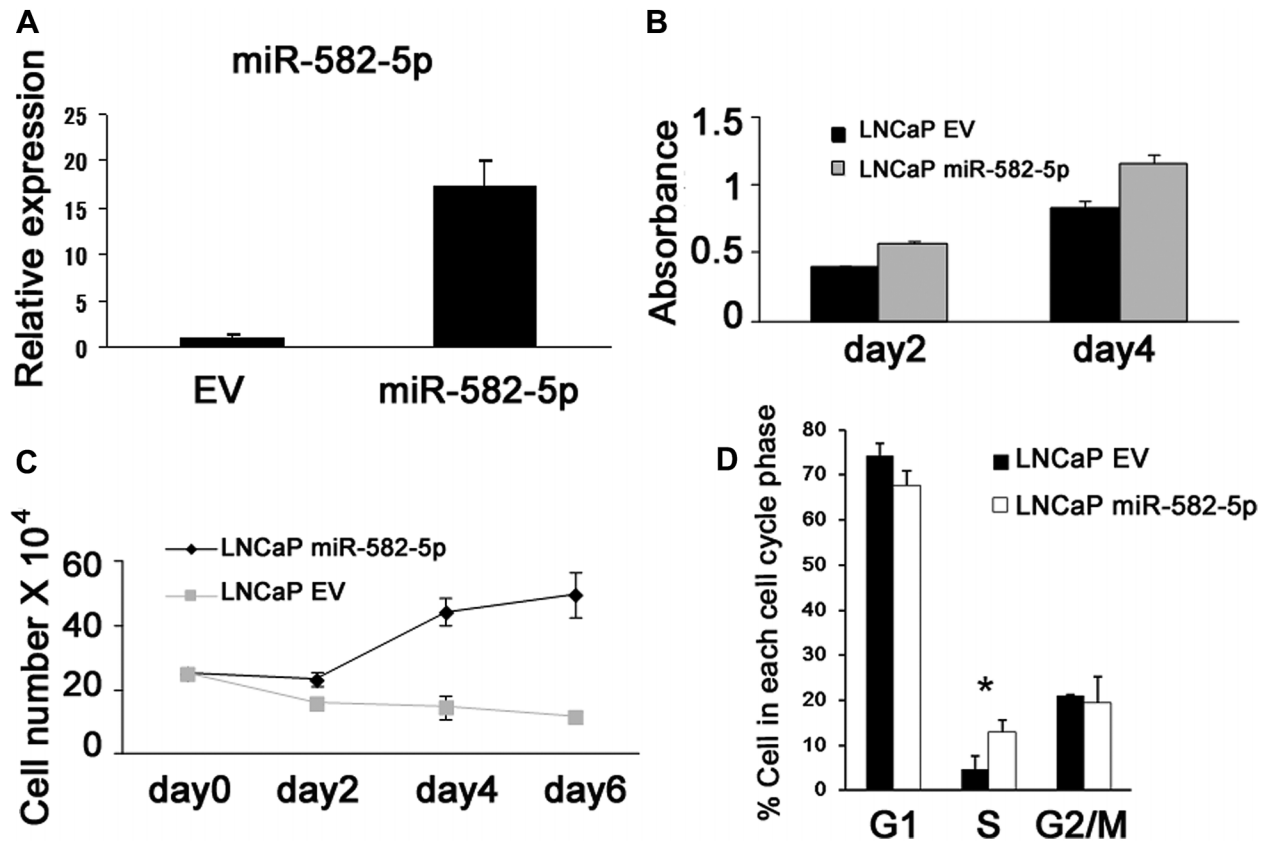 A
miR-582-5p
Relative expression
25
20
15
10
5
0
EV
miR-582-5p
B
Absorbance
1.5
1
0.5
0
LNCaP EV
LNCaP miR-582-5p
day2
day4
C
Cell number X 10⁴
60
40
20
0
LNCaP miR-582-5p
LNCaP EV
day0
day2
day4
day6
D
% Cell in each cell cycle phase
80
70
60
50
40
30
20
10
0
LNCaP EV
LNCaP miR-582-5p
*
G1
S
G2/M